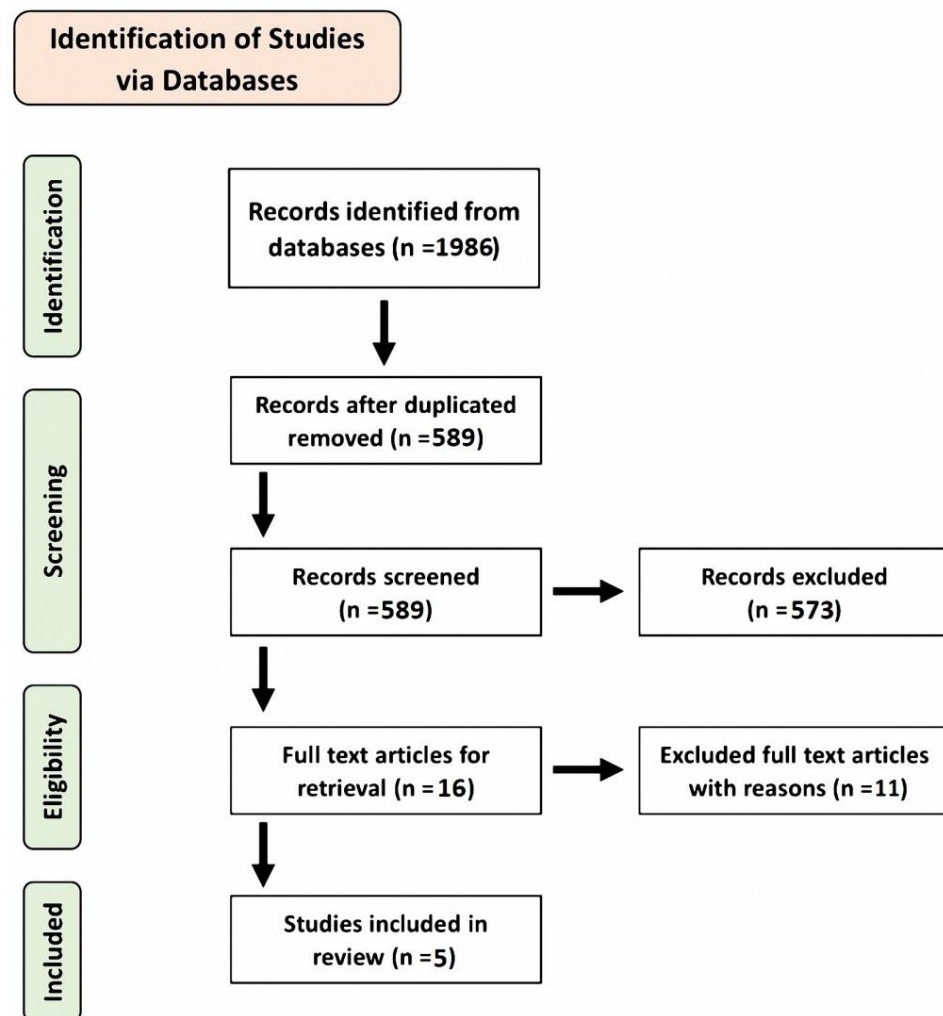 Identification of Studies
via Databases
Identification
Records identified from
databases (n =1986)
Screening
Records after duplicated
removed (n =589)
Records screened
(n =589)
Records excluded
(n =573)
Eligibility
Full text articles for
retrieval (n =16)
Excluded full text articles
with reasons (n =11)
Included
Studies included in
review (n =5)